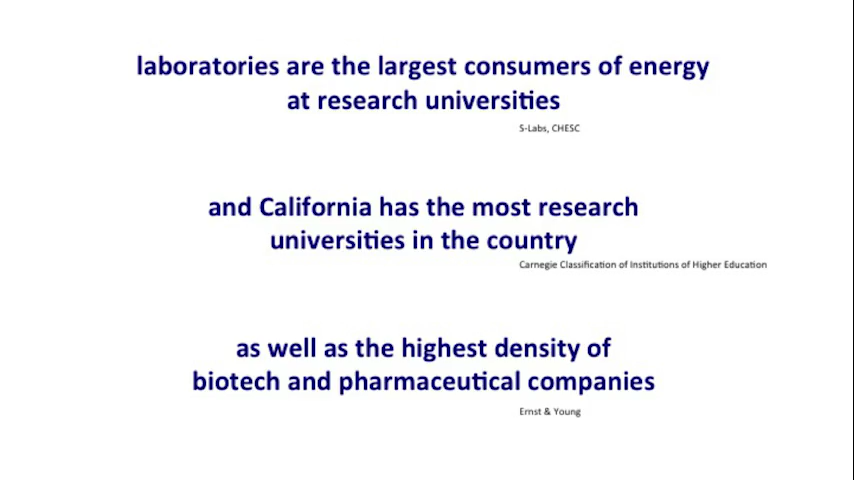 laboratories are the largest consumers of energy
at research universities
S-Labs, CHESC
and California has the most research
universities in the country
Carnegie Classification of Institutions of Higher Education
as well as the highest density of
biotech and pharmaceutical companies
Ernst & Young